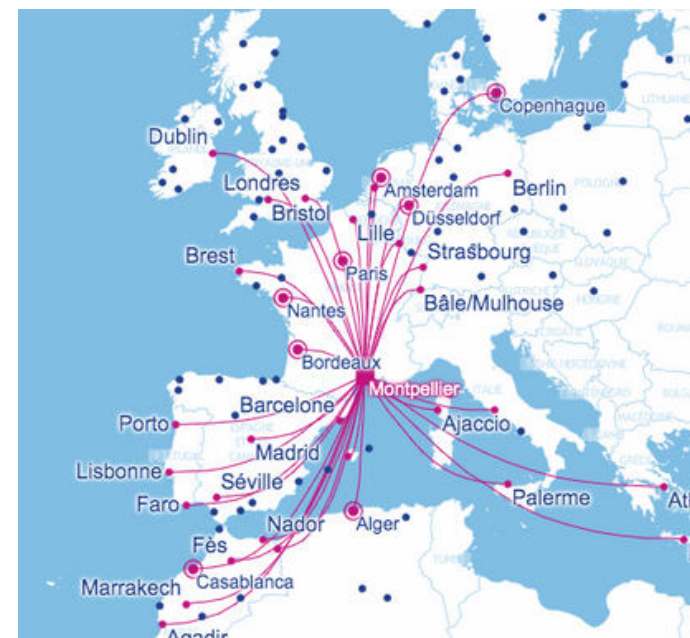 Copenhague
Dublin
Amsterdam
Berlin
Londres
Bristol
Düsseldorf
Lille
Brest
Paris
Strasbourg
Nantes
Bâle/Mulhouse
Bordeaux
Montpellier
Barcelone
Ajaccio
Porto
Madrid
Lisbonne
Séville
Palerme
Faro
Nador
Alger
Fès
Marrakech
Casablanca
Agadir